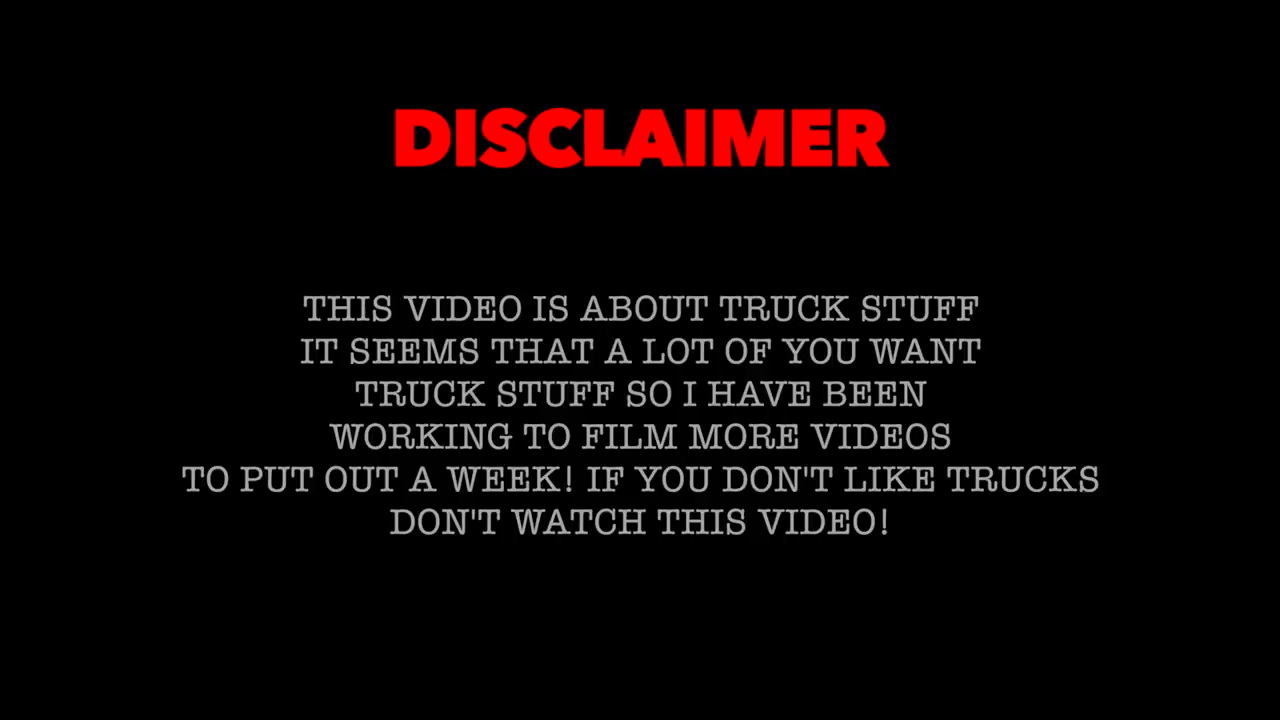 DISCLAIMER
THIS VIDEO IS ABOUT TRUCK STUFF
IT SEEMS THAT A LOT OF YOU WANT
TRUCK STUFF SO I HAVE BEEN
WORKING TO FILM MORE VIDEOS
TO PUT OUT A WEEK! IF YOU DON'T LIKE TRUCKS
DON'T WATCH THIS VIDEO!